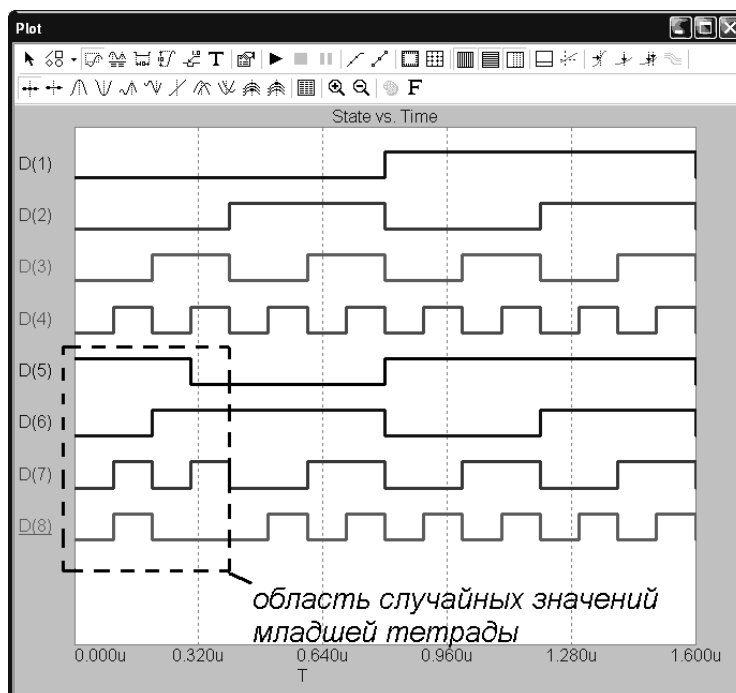 Plot
T
F
State vs. Time
D(1)
D(2)
D(3)
D(4)
D(5)
D(6)
D(7)
D(8)
область случайных значений
младшей тетрады
0.000u 0.320u 0.640u 0.960u 1.280u 1.600u
T